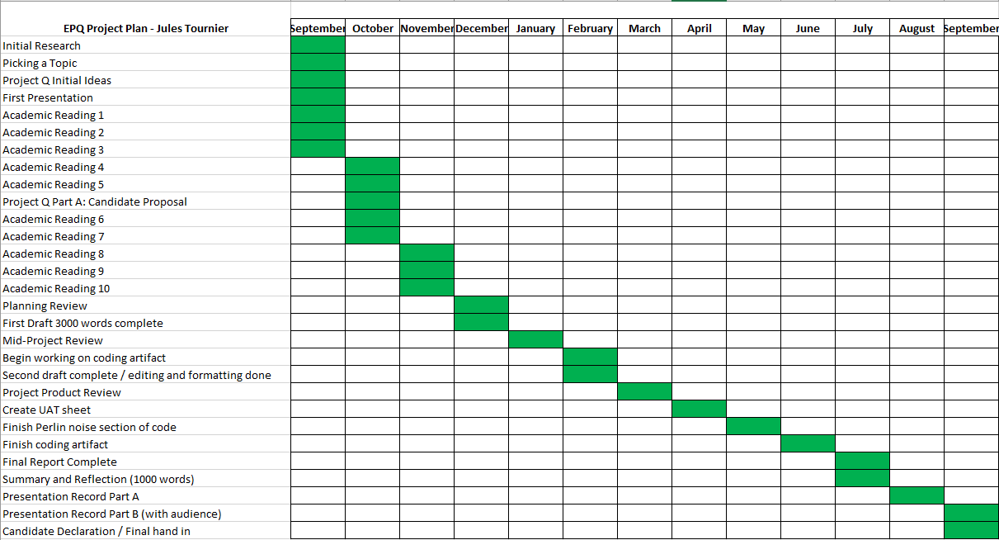 EPQ Project Plan - Jules Tournier September October November December January February March April May June July August September
Initial Research
Picking a Topic
Project Q Initial Ideas
First Presentation
Academic Reading 1
Academic Reading 2
Academic Reading 3
Academic Reading 4
Academic Reading 5
Project Q Part A: Candidate Proposal
Academic Reading 6
Academic Reading 7
Academic Reading 8
Academic Reading 9
Academic Reading 10
Planning Review
First Draft 3000 words complete
Mid-Project Review
Begin working on coding artifact
Second draft complete / editing and formatting done
Project Product Review
Create UAT sheet
Finish Perlin noise section of code
Finish coding artifact
Final Report Complete
Summary and Reflection (1000 words)
Presentation Record Part A
Presentation Record Part B (with audience)
Candidate Declaration / Final hand in